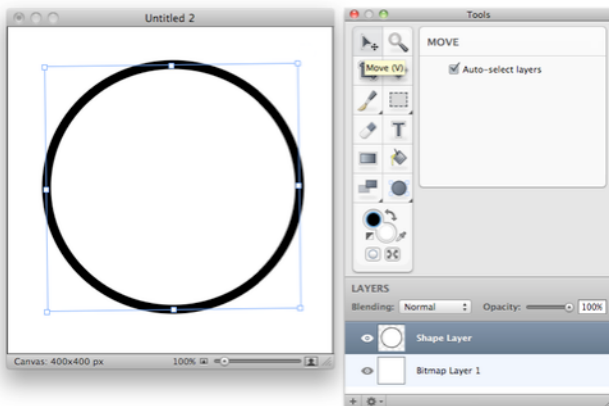 Untitled 2
Canvas: 400x400 px
100%
Tools
Move (V)
T
MOVE
Auto-select layers
LAYERS
Blending: Normal
Opacity: 100%
Shape Layer
Bitmap Layer 1